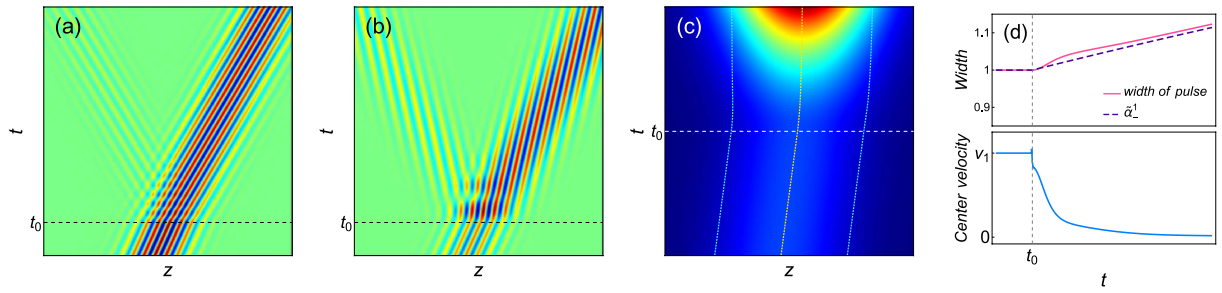 (a)
t
t₀
z
(b)
t
t₀
z
(c)
t
t₀
z
(d)
1.1
1
0.9
Width
width of pulse
α̃₋¹
v₁
0
Center velocity
t₀
t